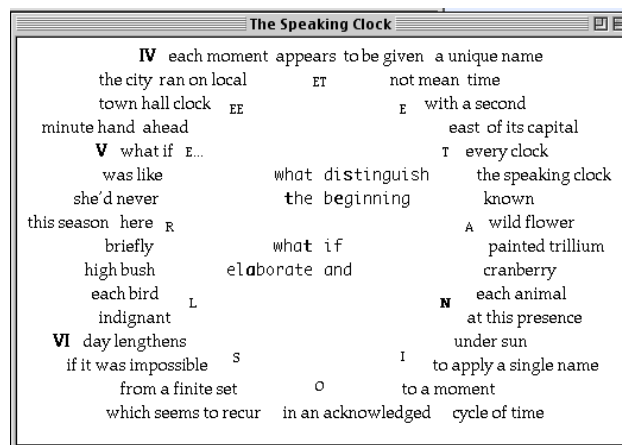 The Speaking Clock
IV each moment appears to be given a unique name
the city ran on local ET not mean time
town hall clock EE E with a second
minute hand ahead east of its capital
V what if E... T every clock
was like what distinguish the speaking clock
she'd never the beginning known
this season here R A wild flower
briefly what if painted trillium
high bush elaborate and cranberry
each bird L N each animal
indignant at this presence
VI day lengthens under sun
if it was impossible S I to apply a single name
from a finite set O to a moment
which seems to recur in an acknowledged cycle of time